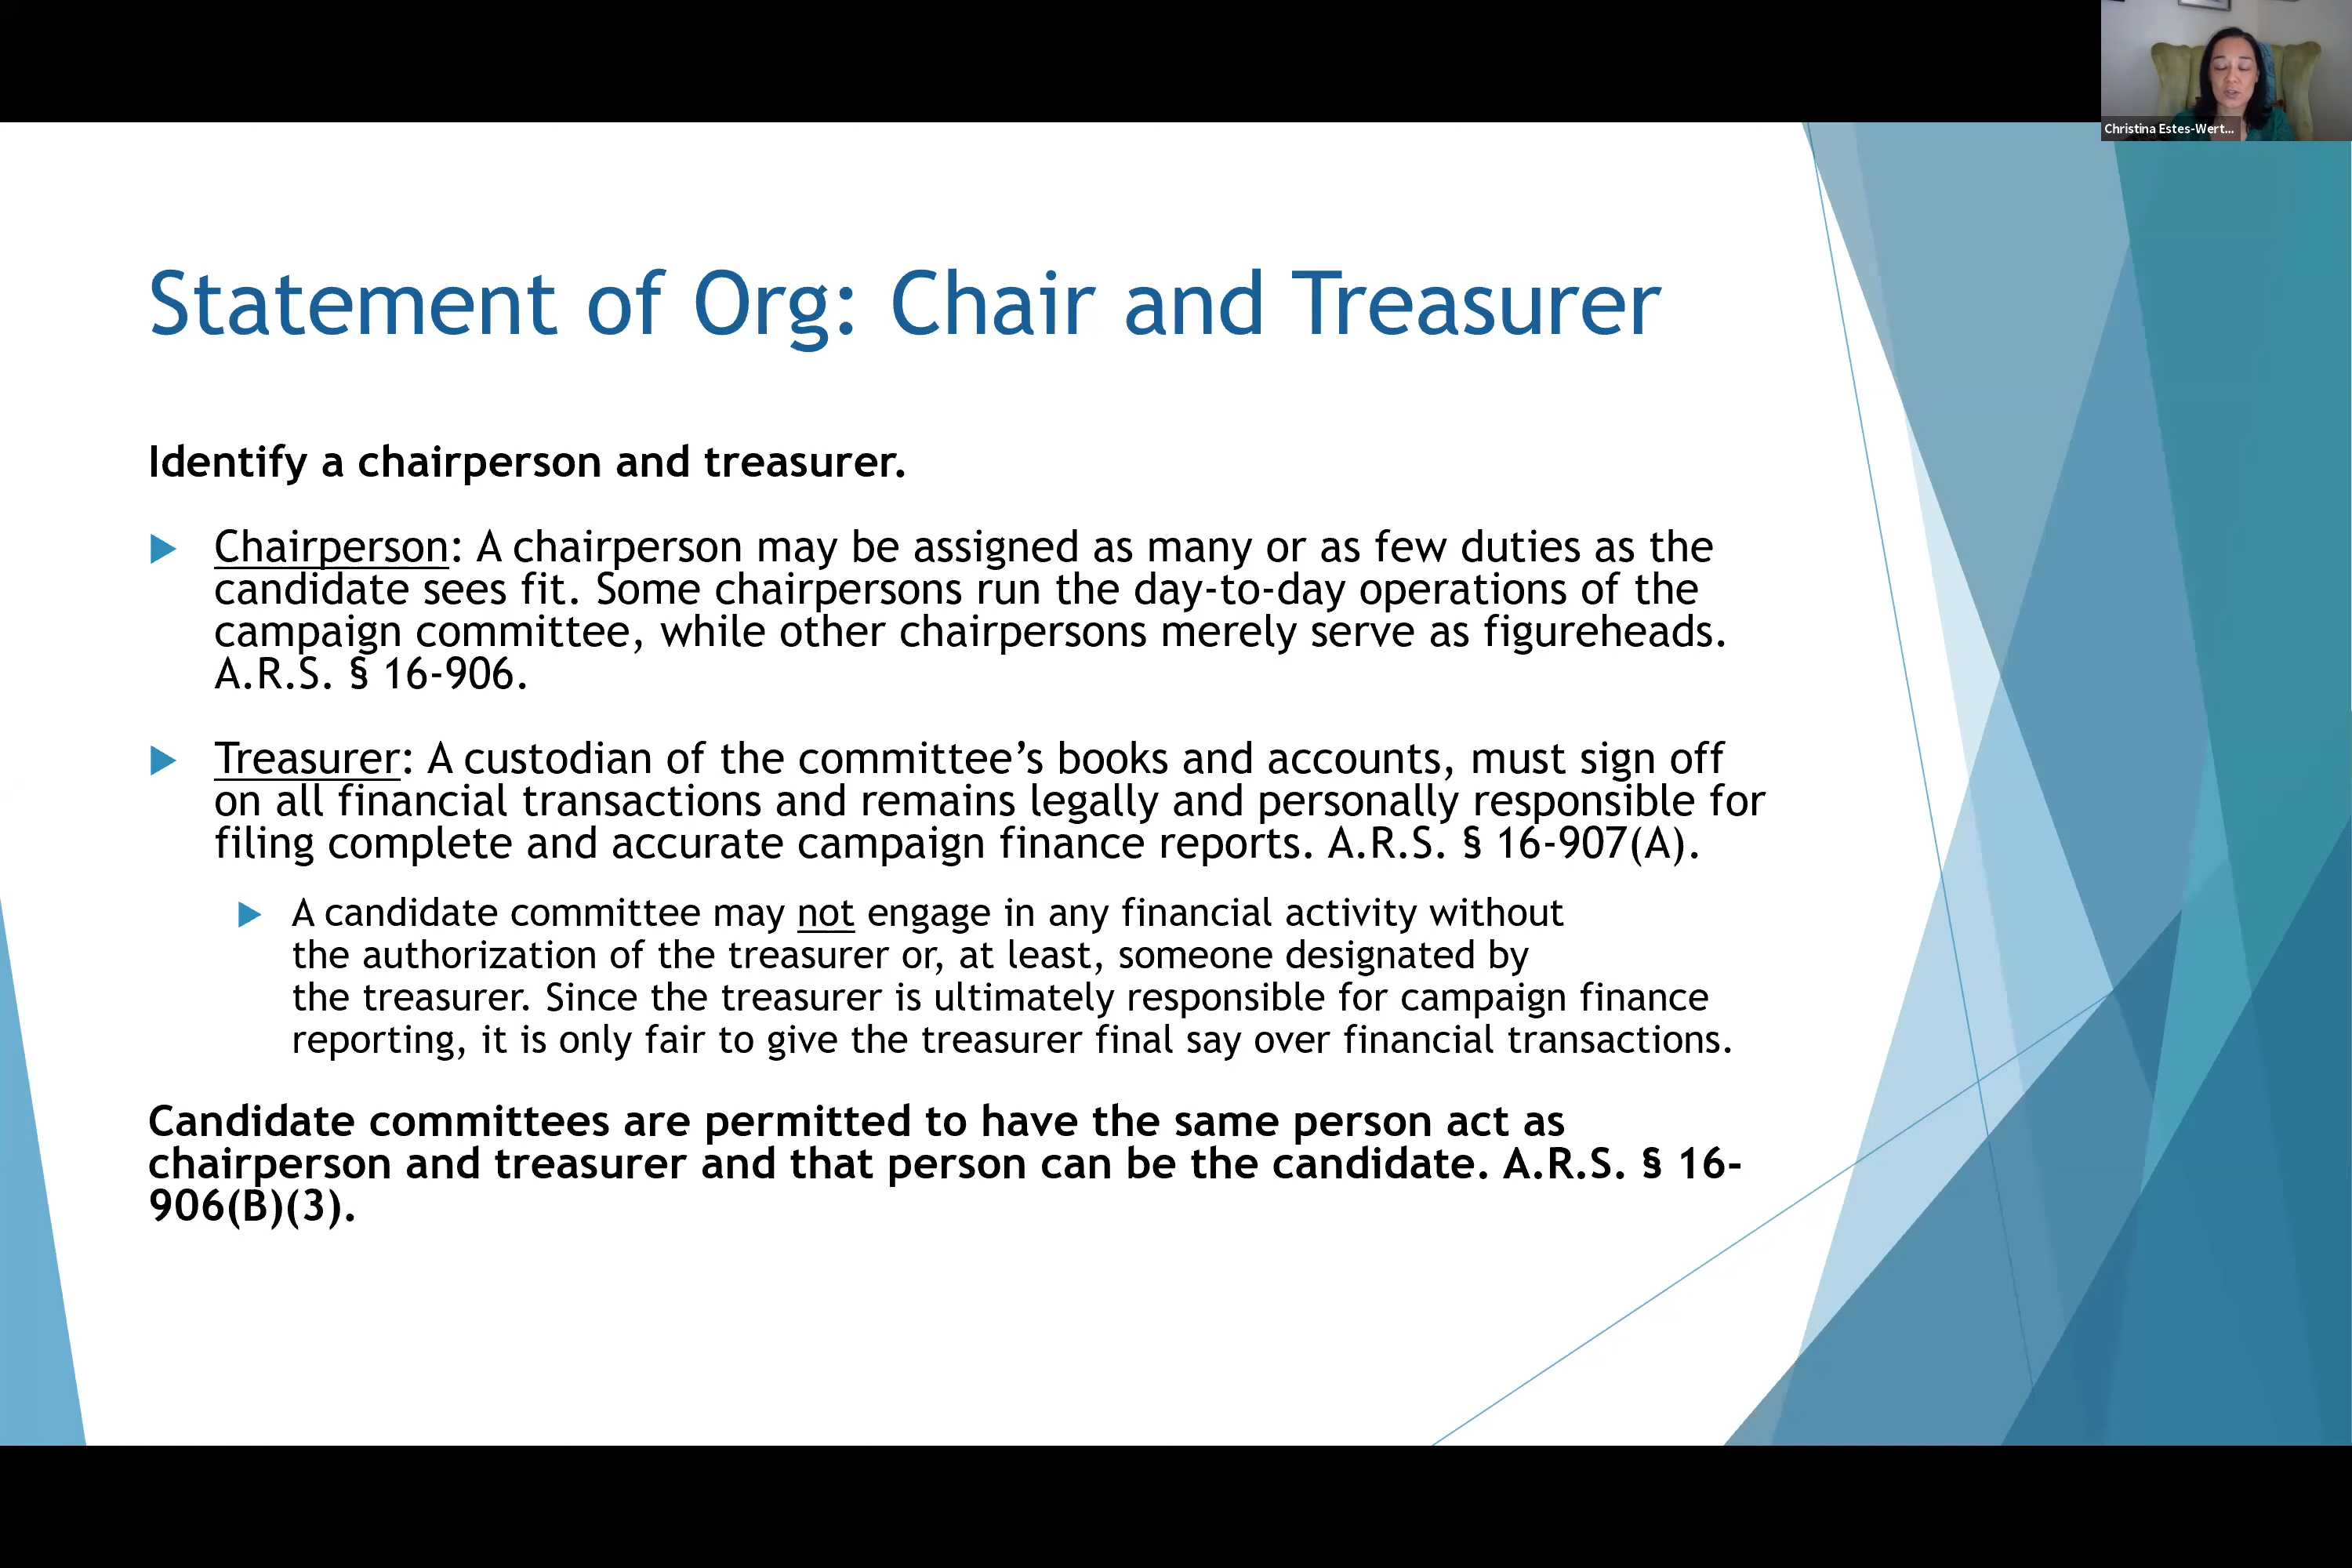 Christina Estes-Wert...
Statement of Org: Chair and Treasurer
Identify a chairperson and treasurer.
Chairperson: A chairperson may be assigned as many or as few duties as the
candidate sees fit. Some chairpersons run the day-to-day operations of the
campaign committee, while other chairpersons merely serve as figureheads.
A.R.S. § 16-906.
Treasurer: A custodian of the committee’s books and accounts, must sign off
on all financial transactions and remains legally and personally responsible for
filing complete and accurate campaign finance reports. A.R.S. § 16-907(A).
A candidate committee may not engage in any financial activity without
the authorization of the treasurer or, at least, someone designated by
the treasurer. Since the treasurer is ultimately responsible for campaign finance
reporting, it is only fair to give the treasurer final say over financial transactions.
Candidate committees are permitted to have the same person act as
chairperson and treasurer and that person can be the candidate. A.R.S. § 16-
906(B)(3).